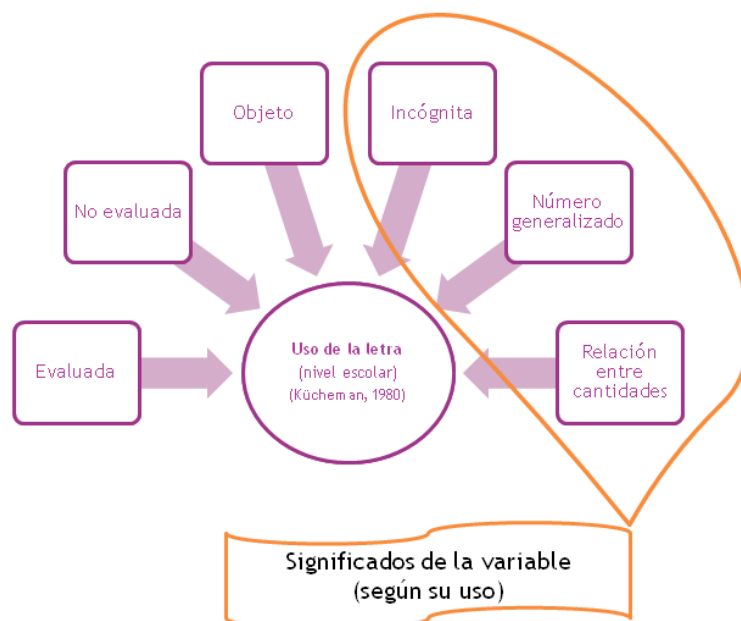 Objeto
Incógnita
No evaluada
Número
generalizado
Evaluada
Uso de la letra
(nivel escolar)
(Kücheman, 1980)
Relación
entre
cantidades
Significados de la variable
(según su uso)